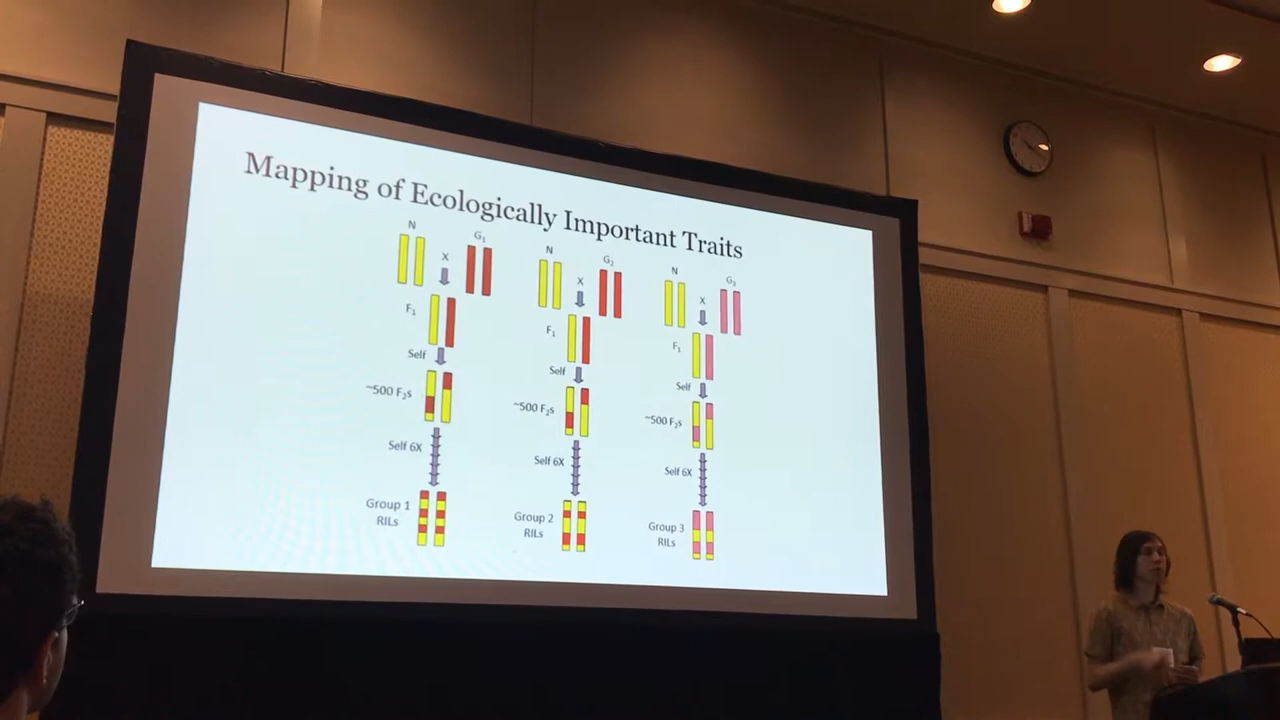 Mapping of Ecologically Important Traits
N
G₁
X
F₁
Self
~500 F₂s
Self 6X
Group 1
RILs
N
G₂
X
F₁
Self
~500 F₂s
Self 6X
Group 2
RILs
N
G₃
X
F₁
Self
~500 F₂s
Self 6X
Group 3
RILs